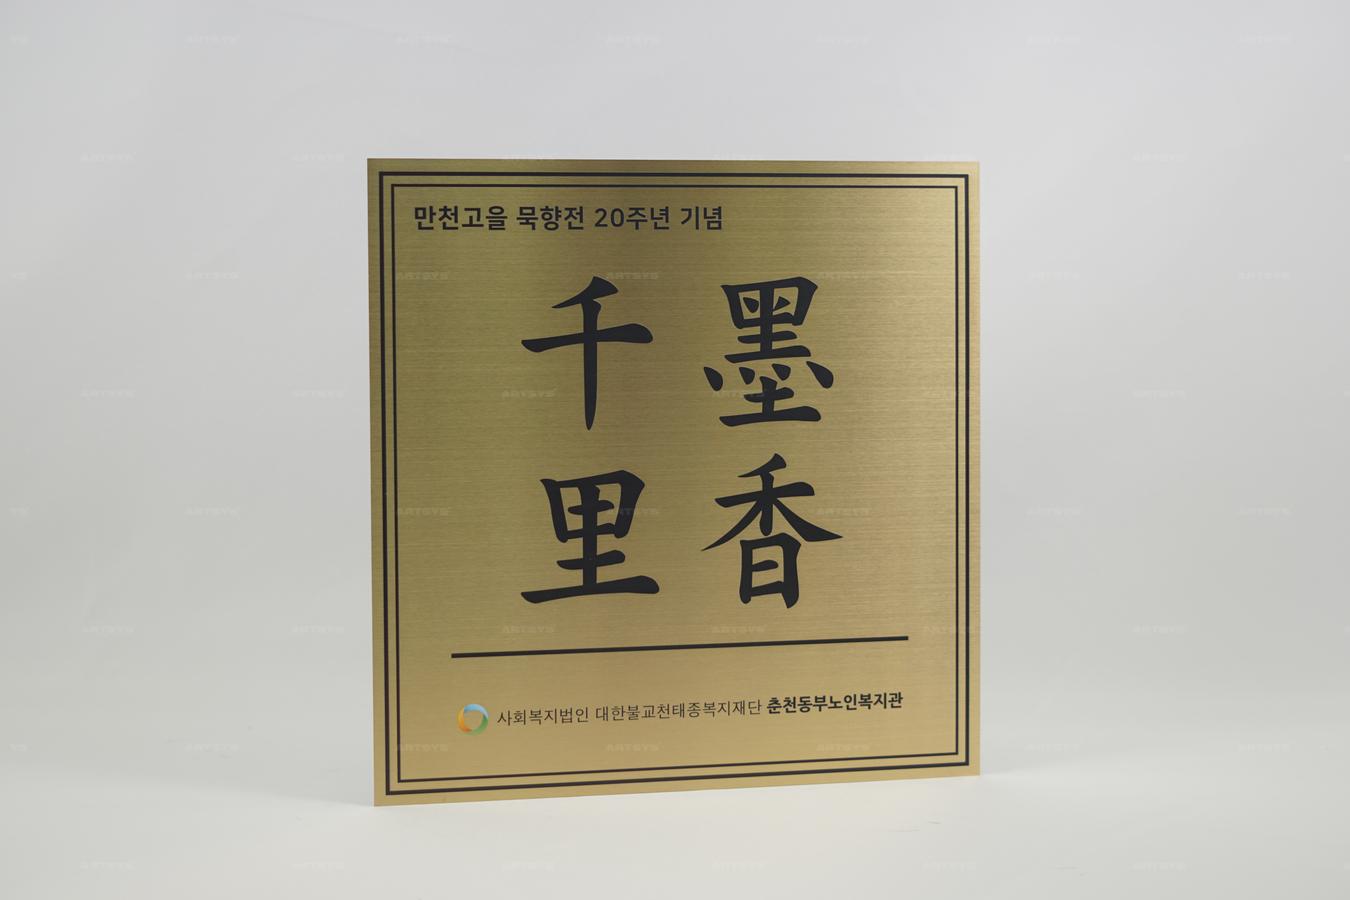 만천고을 묵향전 20주년 기념
墨香
千里
사회복지법인 대한불교천태종복지재단 춘천동부노인복지관